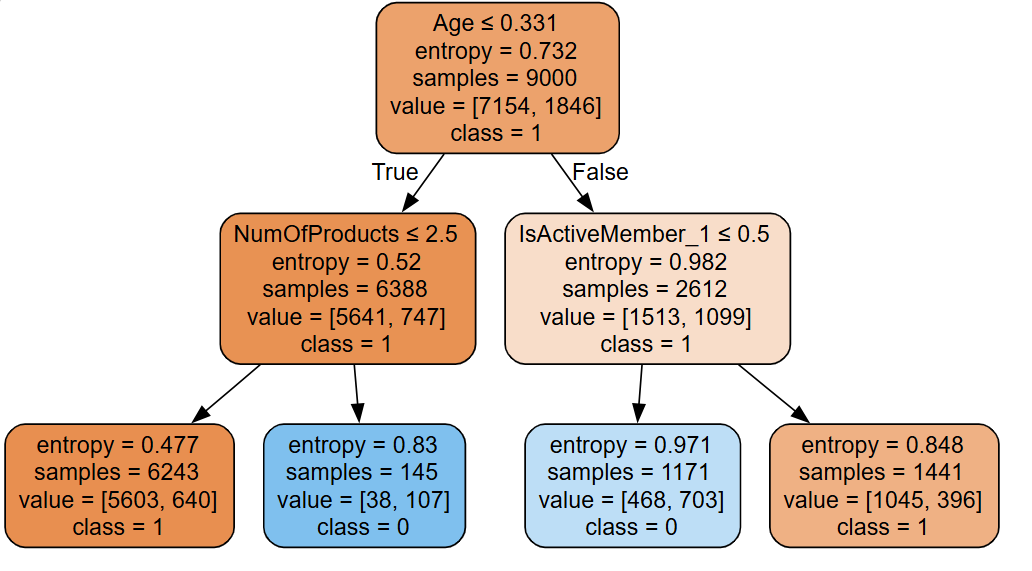 Age ≤ 0.331
entropy = 0.732
samples = 9000
value = [7154, 1846]
class = 1
True
False
NumOfProducts ≤ 2.5
entropy = 0.52
samples = 6388
value = [5641, 747]
class = 1
IsActiveMember_1 ≤ 0.5
entropy = 0.982
samples = 2612
value = [1513, 1099]
class = 1
entropy = 0.477
samples = 6243
value = [5603, 640]
class = 1
entropy = 0.83
samples = 145
value = [38, 107]
class = 0
entropy = 0.971
samples = 1171
value = [468, 703]
class = 0
entropy = 0.848
samples = 1441
value = [1045, 396]
class = 1